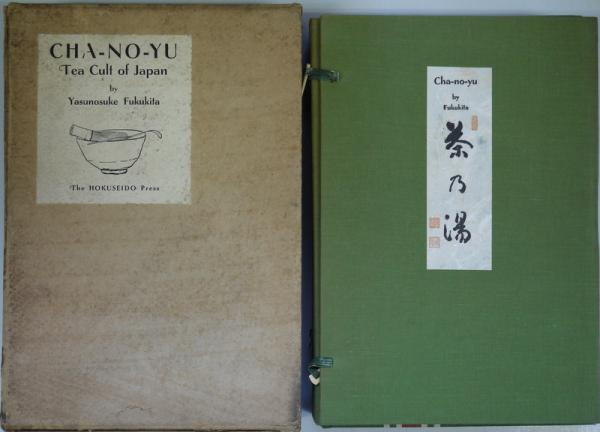 CHA-NO-YU
Tea Cult of Japan
by
Yasunosuke Fukukita
The HOKUSEIDO Press
Cha-no-yu
by
Fukukita
茶乃湯